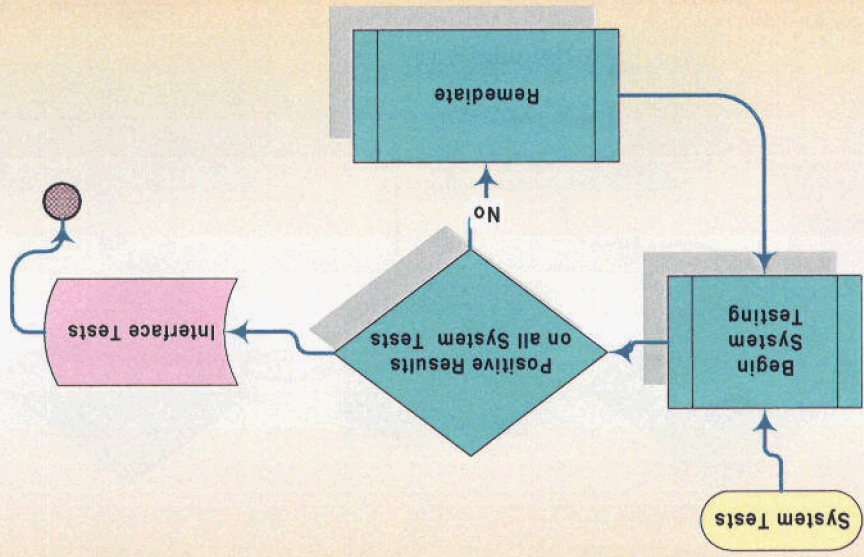 System Tests
Begin
System
Testing
Positive Results
on all System Tests
Interface Tests
No
Remediate